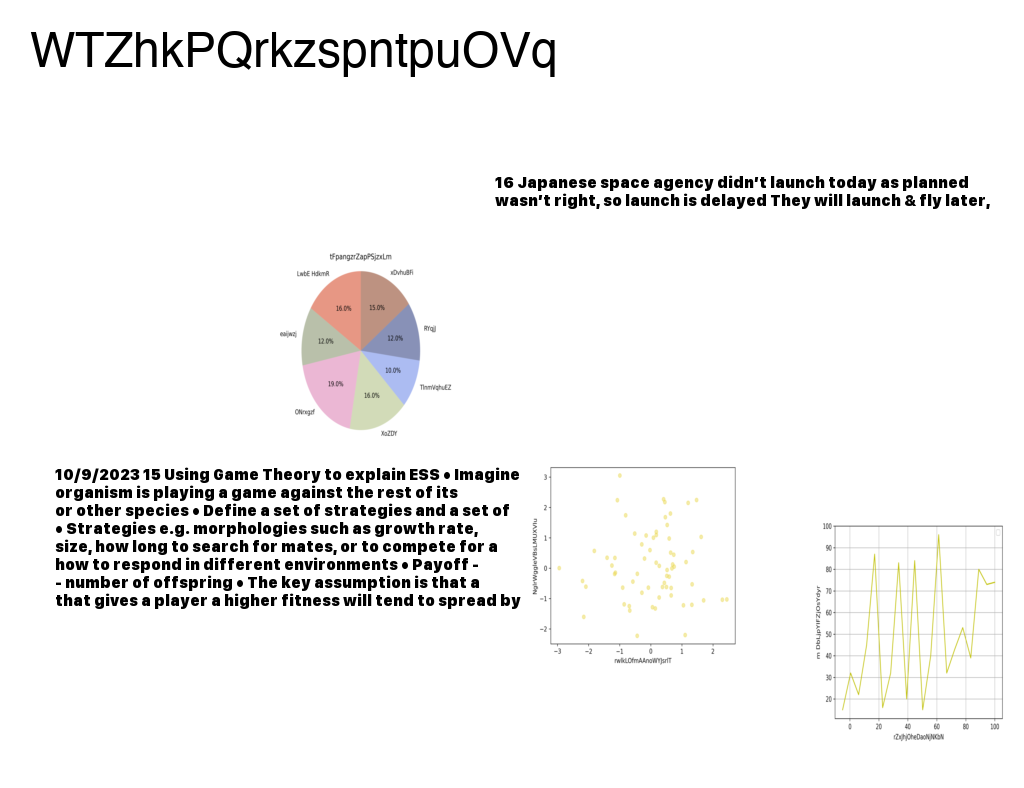 WTZhkPQrkzspntpuOVq
16 Japanese space agency didn't launch today as planned
wasn't right, so launch is delayed They will launch & fly later,
tFpangzrZapPSjzxLm
LwbE HdkmR
xDvhuBFi
16.0%
15.0%
eaijwzj
RYqjJ
12.0%
12.0%
10.0%
19.0%
16.0%
TlnmVqhuEZ
ONrxgzf
XoZDY
10/9/2023 15 Using Game Theory to explain ESS • Imagine
organism is playing a game against the rest of its
or other species • Define a set of strategies and a set of
• Strategies e.g. morphologies such as growth rate,
size, how long to search for mates, or to compete for a
how to respond in different environments • Payoff -
- number of offspring • The key assumption is that a
that gives a player a higher fitness will tend to spread by
3
2
1
0
−1
−2
−3 −2 −1 0 1 2
100
90
80
70
60
50
40
30
20
0 20 40 60 80 100